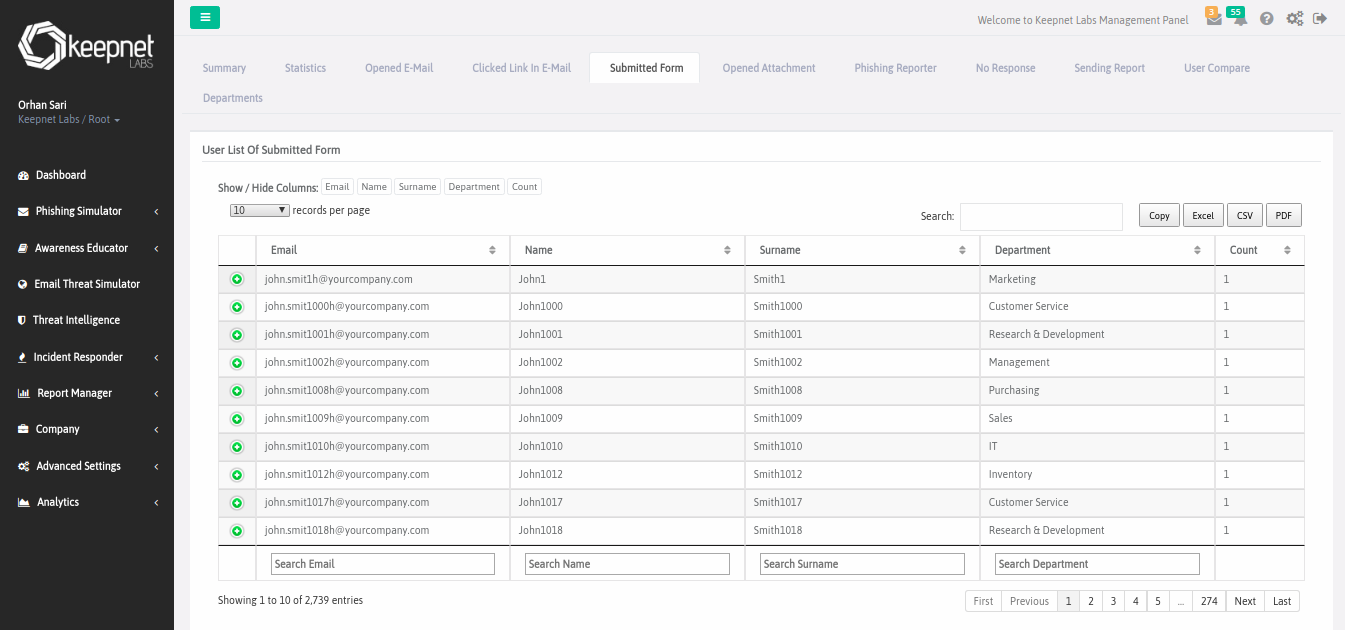 keepnet
LABS
Orhan Sari
Keepnet Labs / Root
Dashboard
Phishing Simulator
Awareness Educator
Email Threat Simulator
Threat Intelligence
Incident Responder
Report Manager
Company
Advanced Settings
Analytics
Welcome to Keepnet Labs Management Panel 3 55
Summary Statistics Opened E-Mail Clicked Link In E-Mail Submitted Form Opened Attachment Phishing Reporter No Response Sending Report User Compare
Departments
User List Of Submitted Form
Show / Hide Columns: Email Name Surname Department Count
10 records per page
Search: Copy Excel CSV PDF
Email Name Surname Department Count
john.smit1h@yourcompany.com John1 Smith1 Marketing 1
john.smit1000h@yourcompany.com John1000 Smith1000 Customer Service 1
john.smit1001h@yourcompany.com John1001 Smith1001 Research & Development 1
john.smit1002h@yourcompany.com John1002 Smith1002 Management 1
john.smit1008h@yourcompany.com John1008 Smith1008 Purchasing 1
john.smit1009h@yourcompany.com John1009 Smith1009 Sales 1
john.smit1010h@yourcompany.com John1010 Smith1010 IT 1
john.smit1012h@yourcompany.com John1012 Smith1012 Inventory 1
john.smit1017h@yourcompany.com John1017 Smith1017 Customer Service 1
john.smit1018h@yourcompany.com John1018 Smith1018 Research & Development 1
Search Email Search Name Search Surname Search Department
Showing 1 to 10 of 2,739 entries
First Previous 1 2 3 4 5 ... 274 Next Last